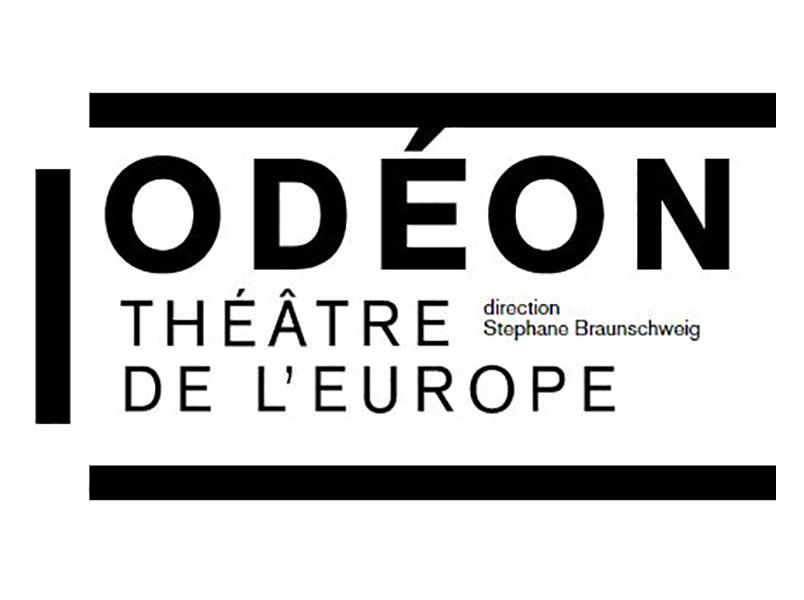 ODÉON
THÉÂTRE
direction
Stephane Braunschweig
DE L'EUROPE